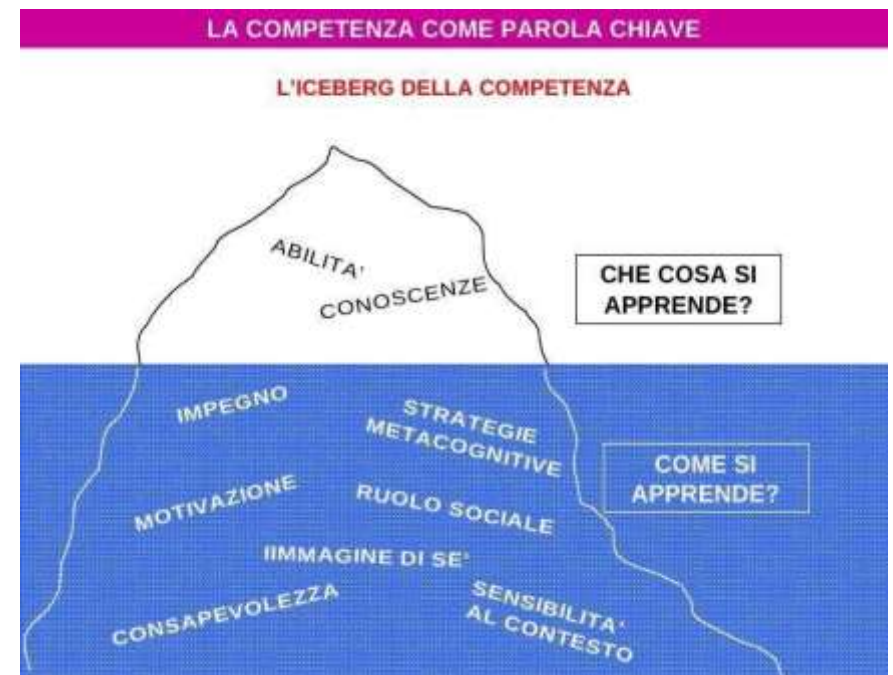 LA COMPETENZA COME PAROLA CHIAVE
L'ICEBERG DELLA COMPETENZA
ABILITA'
CONOSCENZE
CHE COSA SI
APPRENDE?
IMPEGNO
STRATEGIE
METACOGNITIVE
COME SI
APPRENDE?
MOTIVAZIONE
RUOLO SOCIALE
IIMMAGINE DI SE'
CONSAPEVOLEZZA
SENSIBILITA'
AL CONTESTO